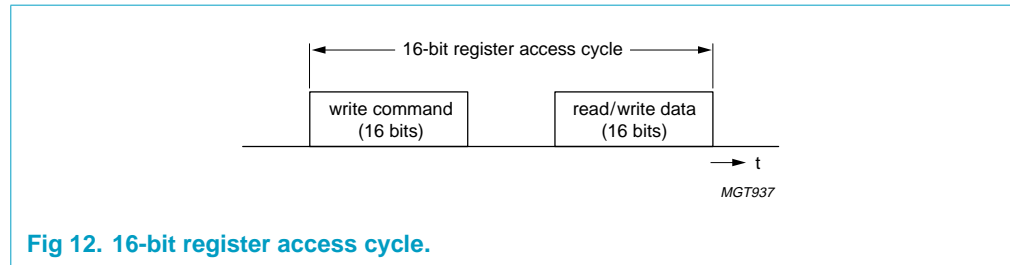 16-bit register access cycle
write command
(16 bits)
read/write data
(16 bits)
t
MGT937
Fig 12. 16-bit register access cycle.